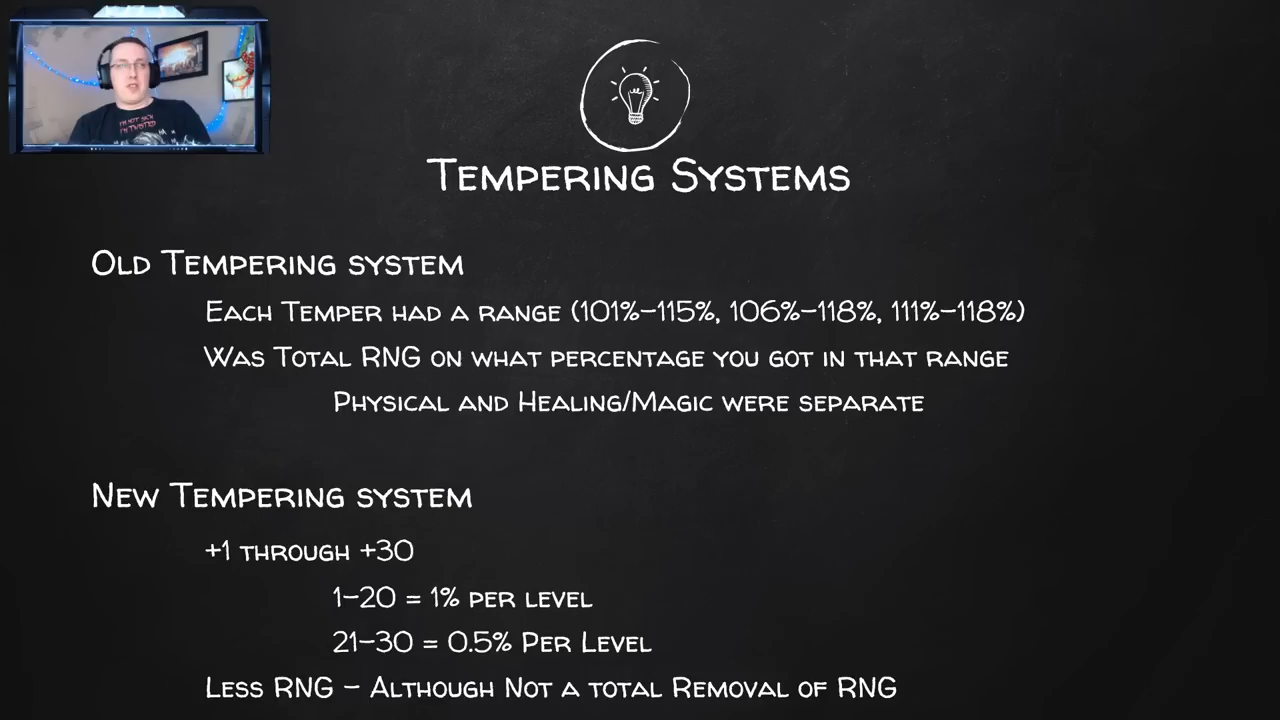 I'M NOT SICK
I'M TWISTED
Tempering Systems
Old Tempering system
Each Temper had a range (101%-115%, 106%-118%, 111%-118%)
Was Total RNG on what percentage you got in that range
Physical and Healing/Magic were separate
New Tempering system
+1 through +30
1-20 = 1% per level
21-30 = 0.5% Per Level
Less RNG - Although Not a total Removal of RNG